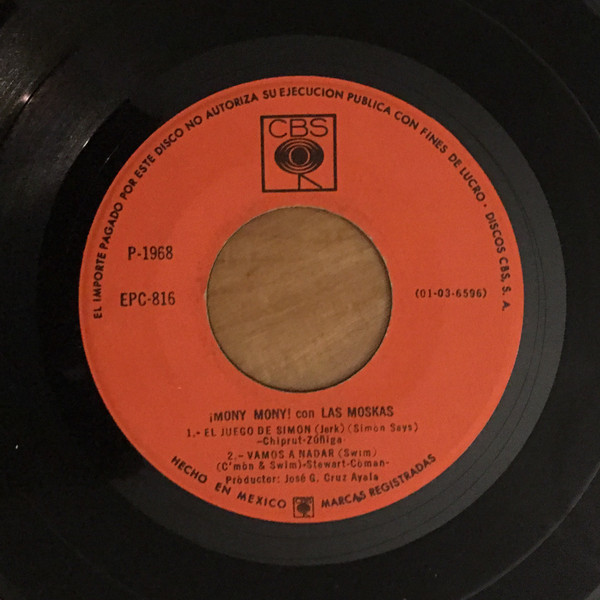 EL IMPORTE PAGADO POR ESTE DISCO NO AUTORIZA SU EJECUCION PUBLICA CON FINES DE LUCRO · DISCOS CBS, S. A.
CBS
P-1968
EPC-816
(01-03-6596)
¡MONY MONY! con LAS MOSKAS
1.- EL JUEGO DE SIMON (Jerk) (Simon Says)
-Chiprut-Zúñiga
2.- VAMOS A NADAR (Swim)
(C'mon & Swim)-Stewart-Coman-
Productor: José G. Cruz Ayala
HECHO EN MEXICO MARCAS REGISTRADAS